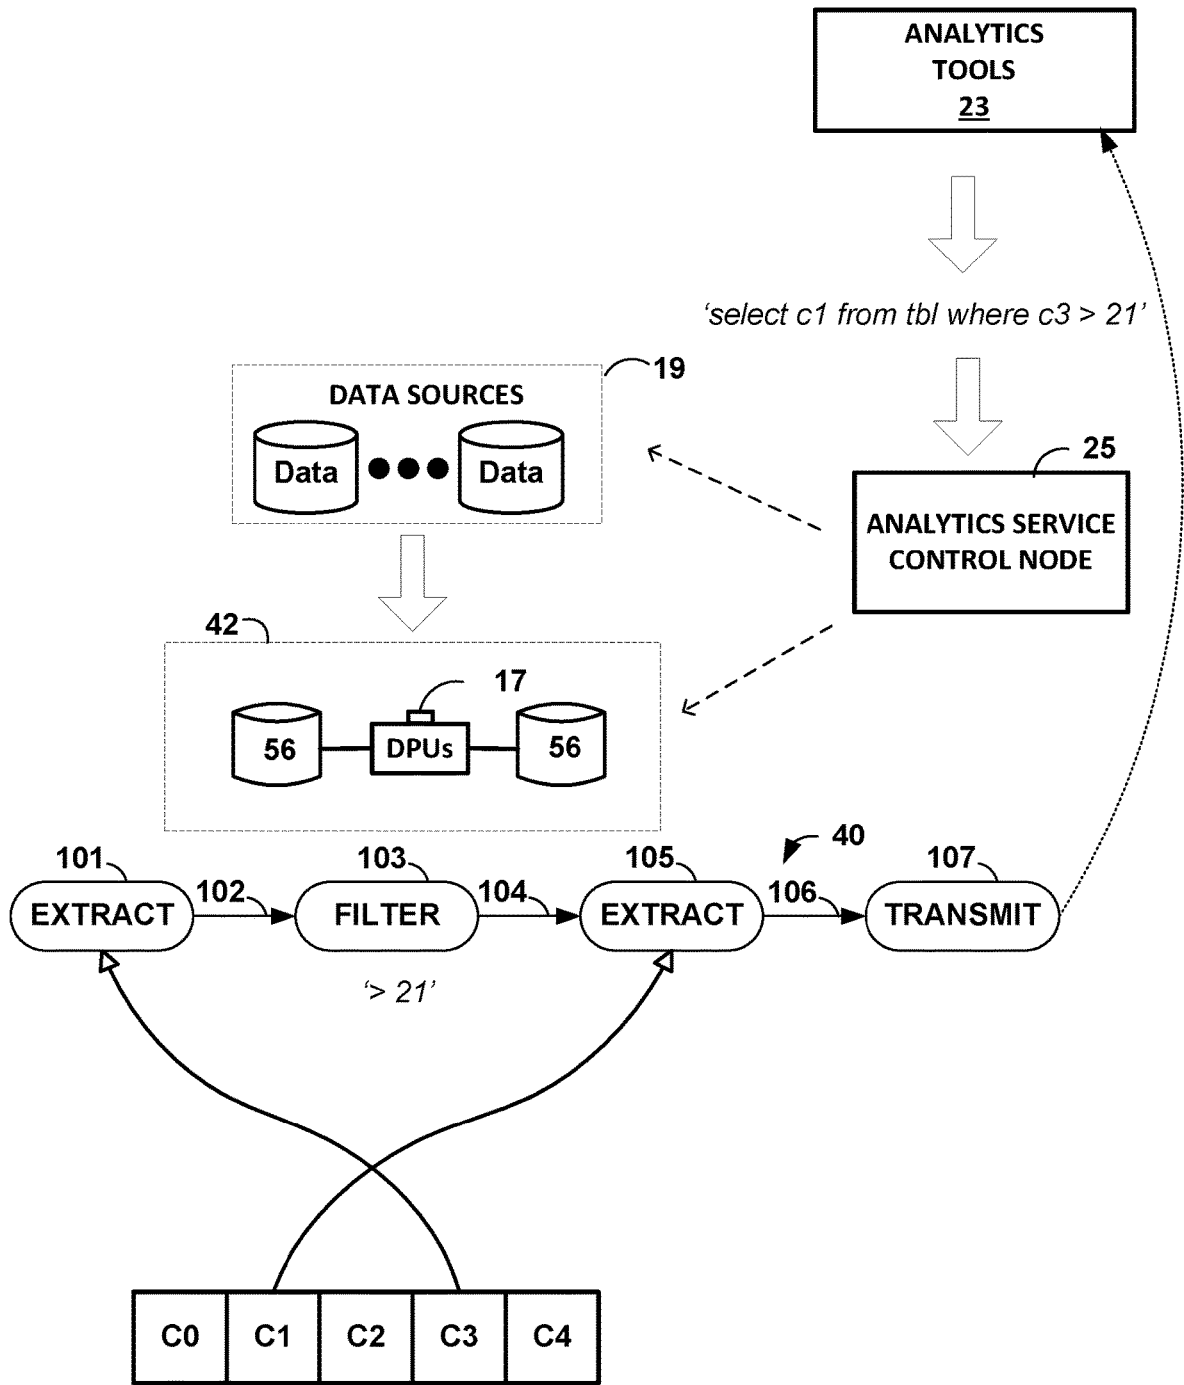 ANALYTICS
TOOLS
23
‘select c1 from tbl where c3 > 21’
19
DATA SOURCES
Data
Data
25
ANALYTICS SERVICE
CONTROL NODE
42
17
56
DPUs
56
40
101
102
103
104
105
106
107
EXTRACT
FILTER
EXTRACT
TRANSMIT
‘> 21’
C0
C1
C2
C3
C4